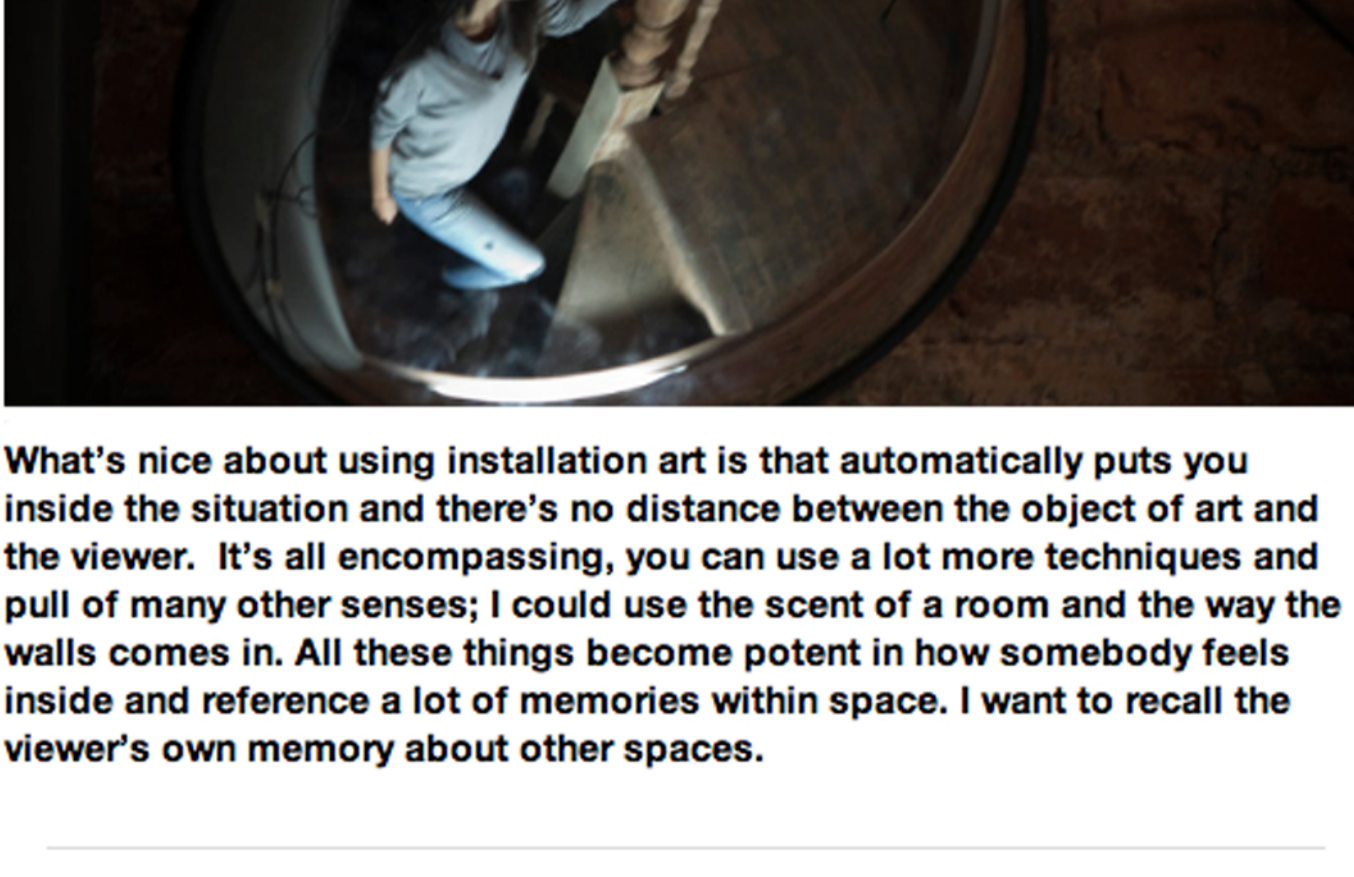 What's nice about using installation art is that automatically puts you
inside the situation and there's no distance between the object of art and
the viewer.  It's all encompassing, you can use a lot more techniques and
pull of many other senses; I could use the scent of a room and the way the
walls comes in. All these things become potent in how somebody feels
inside and reference a lot of memories within space. I want to recall the
viewer's own memory about other spaces.